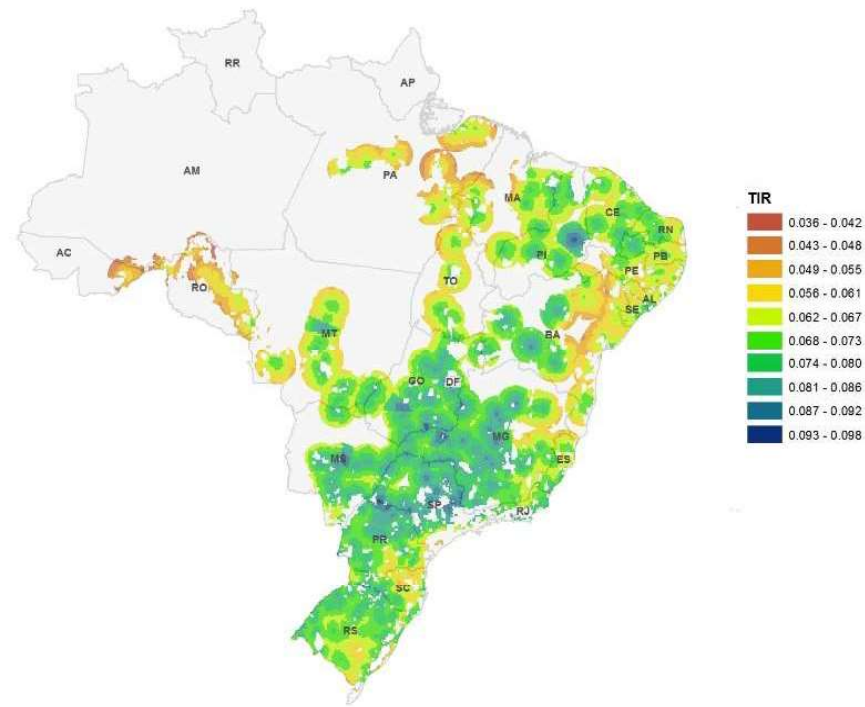 RR
AP
AM
PA
MA
CE
RN
PB
PI
PE
AL
SE
AC
RO
TO
BA
MT
GO
DF
MG
MS
ES
SP
RJ
PR
SC
RS
TIR
0.036 - 0.042
0.043 - 0.048
0.049 - 0.055
0.056 - 0.061
0.062 - 0.067
0.068 - 0.073
0.074 - 0.080
0.081 - 0.086
0.087 - 0.092
0.093 - 0.098